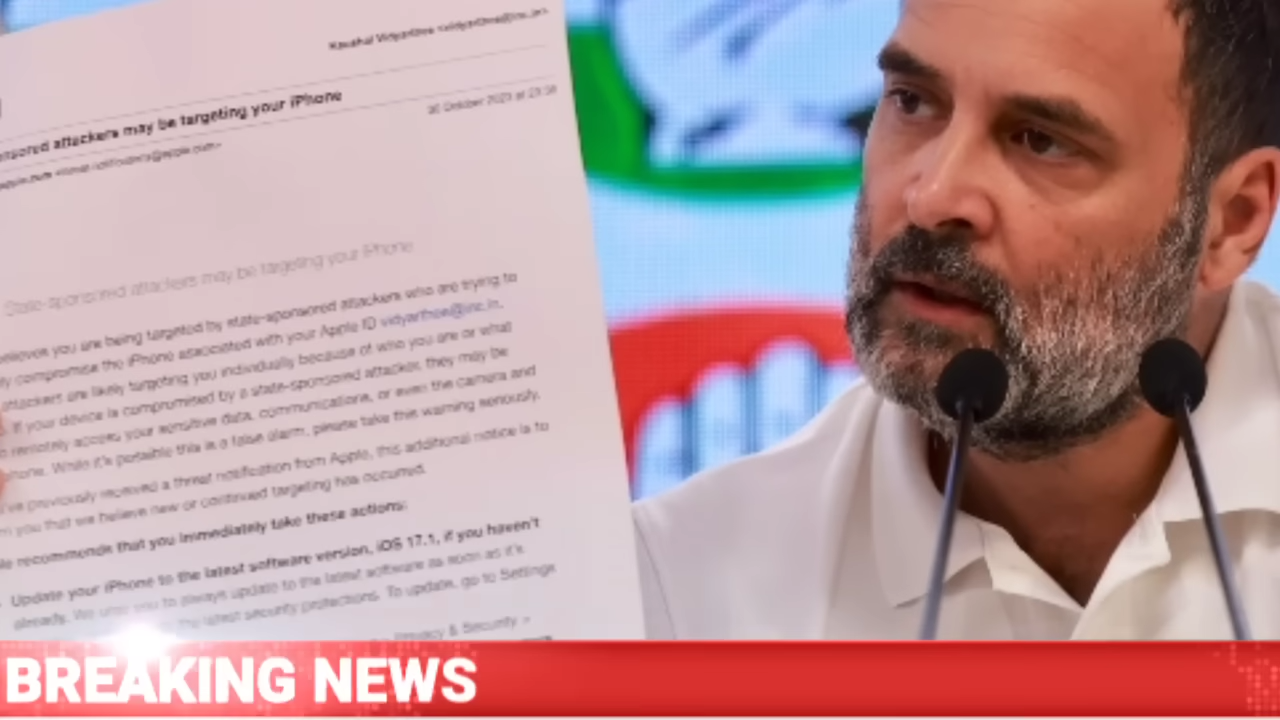 Kaushal Vidyarthee <vidyarthee@inc.in>
nsored attackers may be targeting your iPhone
30 October 2023 at 23:
State-sponsored attackers may be targeting your iPhone
elieves you are being targeted by state-sponsored attackers who are trying to
ly compromise the iPhone associated with your Apple ID vidyarthee@inc.in.
attackers are likely targeting you individually because of who you are or what
If your device is compromised by a state-sponsored attacker, they may be
o remotely access your sensitive data, communications, or even the camera and
hone. While it's possible this is a false alarm, please take this warning seriously.
've previously received a threat notification from Apple, this additional notice is to
m you that we believe new or continued targeting has occurred.
le recommends that you immediately take these actions:
Update your iPhone to the latest software version, iOS 17.1, if you haven't
already. We urge you to always update to the latest software as soon as it's
the latest security protections. To update, go to Settings
Privacy & Security >
BREAKING NEWS